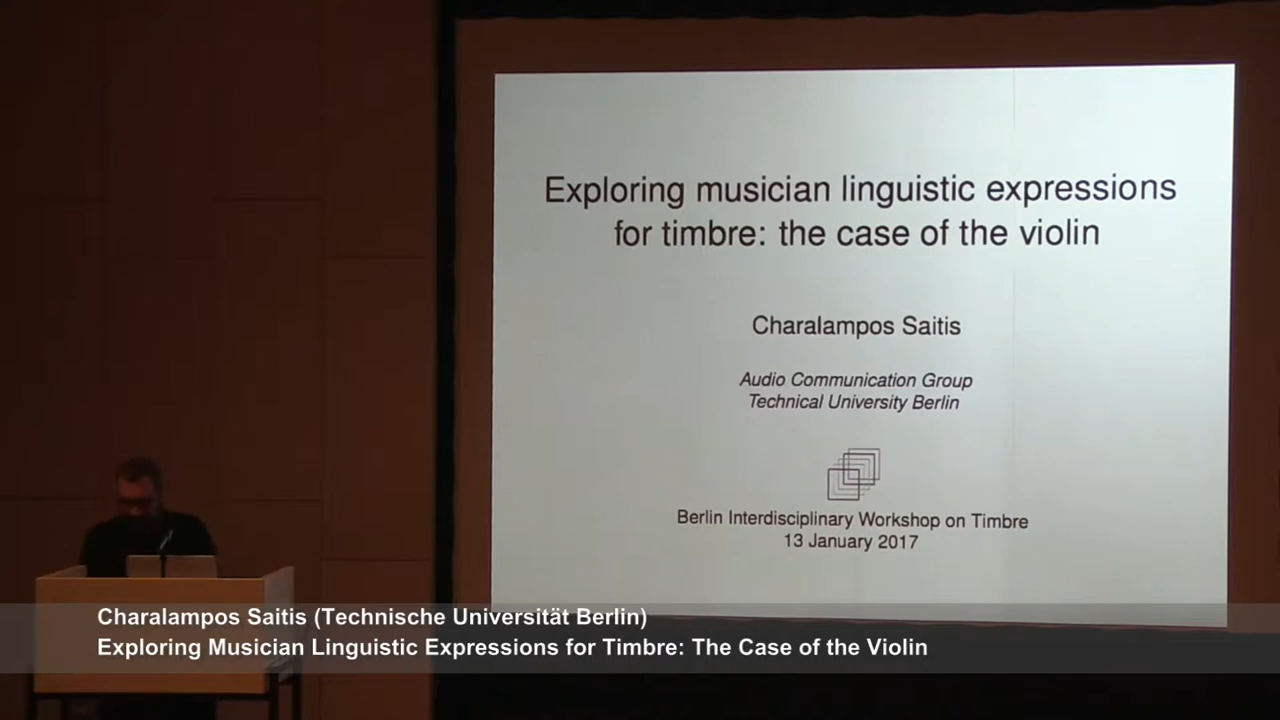 Exploring musician linguistic expressions
for timbre: the case of the violin
Charalampos Saitis
Audio Communication Group
Technical University Berlin
Berlin Interdisciplinary Workshop on Timbre
13 January 2017
Charalampos Saitis (Technische Universität Berlin)
Exploring Musician Linguistic Expressions for Timbre: The Case of the Violin